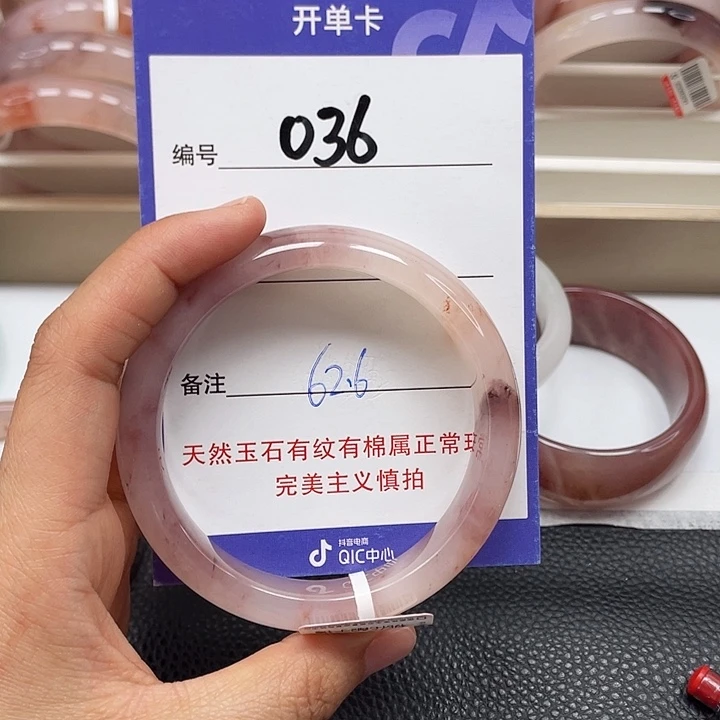 开单卡
编号 036
备注 62.6
天然玉石有纹有棉属正常
完美主义慎拍
抖音电商
QIC中心